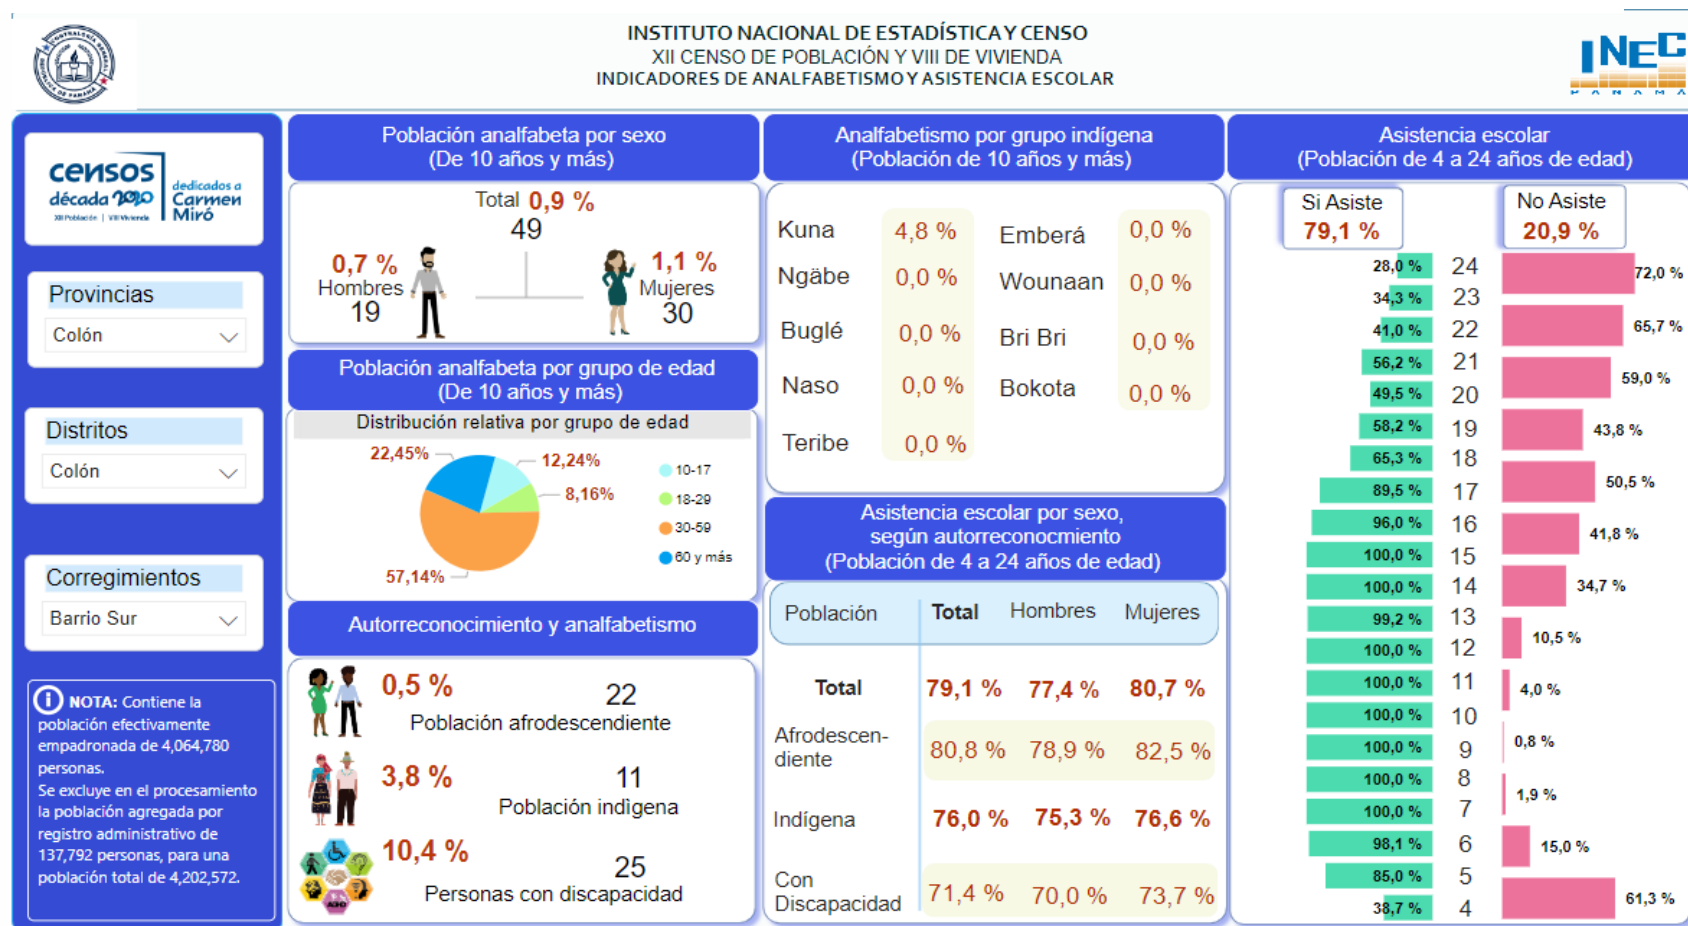 INSTITUTO NACIONAL DE ESTADÍSTICA Y CENSO
XII CENSO DE POBLACIÓN Y VIII DE VIVIENDA
INDICADORES DE ANALFABETISMO Y ASISTENCIA ESCOLAR
CONTRALORÍA GENERAL
REPÚBLICA DE PANAMÁ
INEC
PANAMÁ
censos
década 2020
XII Población | VIII Vivienda
dedicados a
Carmen
Miró
Provincias
Colón
Distritos
Colón
Corregimientos
Barrio Sur
NOTA: Contiene la
población efectivamente
empadronada de 4,064,780
personas.
Se excluye en el procesamiento
la población agregada por
registro administrativo de
137,792 personas, para una
población total de 4,202,572.
Población analfabeta por sexo
(De 10 años y más)
Total 0,9 %
49
0,7 %
Hombres
19
1,1 %
Mujeres
30
Población analfabeta por grupo de edad
(De 10 años y más)
Distribución relativa por grupo de edad
22,45%
12,24%
8,16%
57,14%
10-17
18-29
30-59
60 y más
Autorreconocimiento y analfabetismo
0,5 % 22
Población afrodescendiente
3,8 % 11
Población indìgena
10,4 % 25
Personas con discapacidad
Analfabetismo por grupo indígena
(Población de 10 años y más)
Kuna 4,8 % Emberá 0,0 %
Ngäbe 0,0 % Wounaan 0,0 %
Buglé 0,0 % Bri Bri 0,0 %
Naso 0,0 % Bokota 0,0 %
Teribe 0,0 %
Asistencia escolar por sexo,
según autorreconocmiento
(Población de 4 a 24 años de edad)
Población Total Hombres Mujeres
Total 79,1 % 77,4 % 80,7 %
Afrodescen-
diente 80,8 % 78,9 % 82,5 %
Indígena 76,0 % 75,3 % 76,6 %
Con
Discapacidad 71,4 % 70,0 % 73,7 %
Asistencia escolar
(Población de 4 a 24 años de edad)
Si Asiste
79,1 %
No Asiste
20,9 %
28,0 % 24 72,0 %
34,3 % 23 65,7 %
41,0 % 22 59,0 %
56,2 % 21 43,8 %
49,5 % 20 50,5 %
58,2 % 19 41,8 %
65,3 % 18 34,7 %
89,5 % 17 10,5 %
96,0 % 16 4,0 %
100,0 % 15
100,0 % 14
99,2 % 13 0,8 %
100,0 % 12
100,0 % 11
100,0 % 10
100,0 % 9
100,0 % 8
100,0 % 7
98,1 % 6 1,9 %
85,0 % 5 15,0 %
38,7 % 4 61,3 %